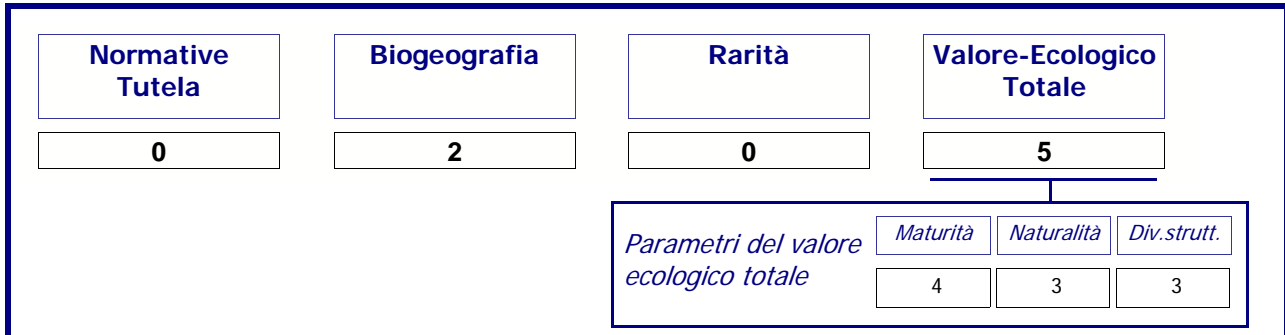 Normative
Tutela
Biogeografia
Rarità
Valore-Ecologico
Totale
0
2
0
5
Parametri del valore
ecologico totale
Maturità
Naturalità
Div.strutt.
4
3
3